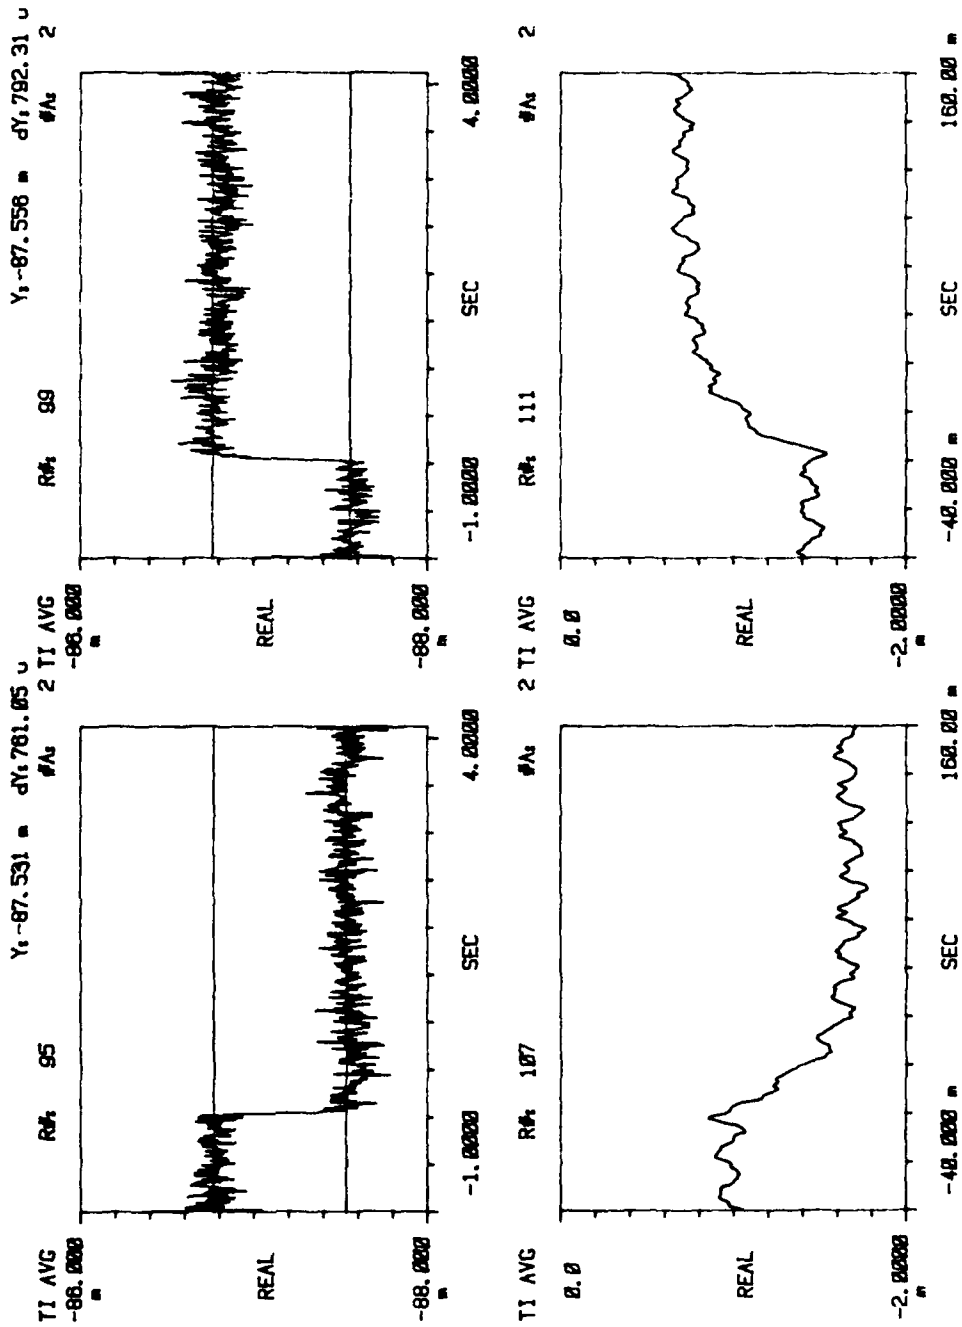 Y: -87.531 m dY: 761.05 u
TI AVG R#: 95 #A: 2
-86.000
m
REAL
-88.000
m
-1.0000 SEC 4.0000
Y: -87.556 m dY: 792.31 u
TI AVG R#: 99 #A: 2
-86.000
m
REAL
-88.000
m
-1.0000 SEC 4.0000
TI AVG R#: 107 #A: 2
0.0
REAL
-2.0000
m
-40.000 m SEC 160.00 m
TI AVG R#: 111 #A: 2
0.0
REAL
-2.0000
m
-40.000 m SEC 160.00 m